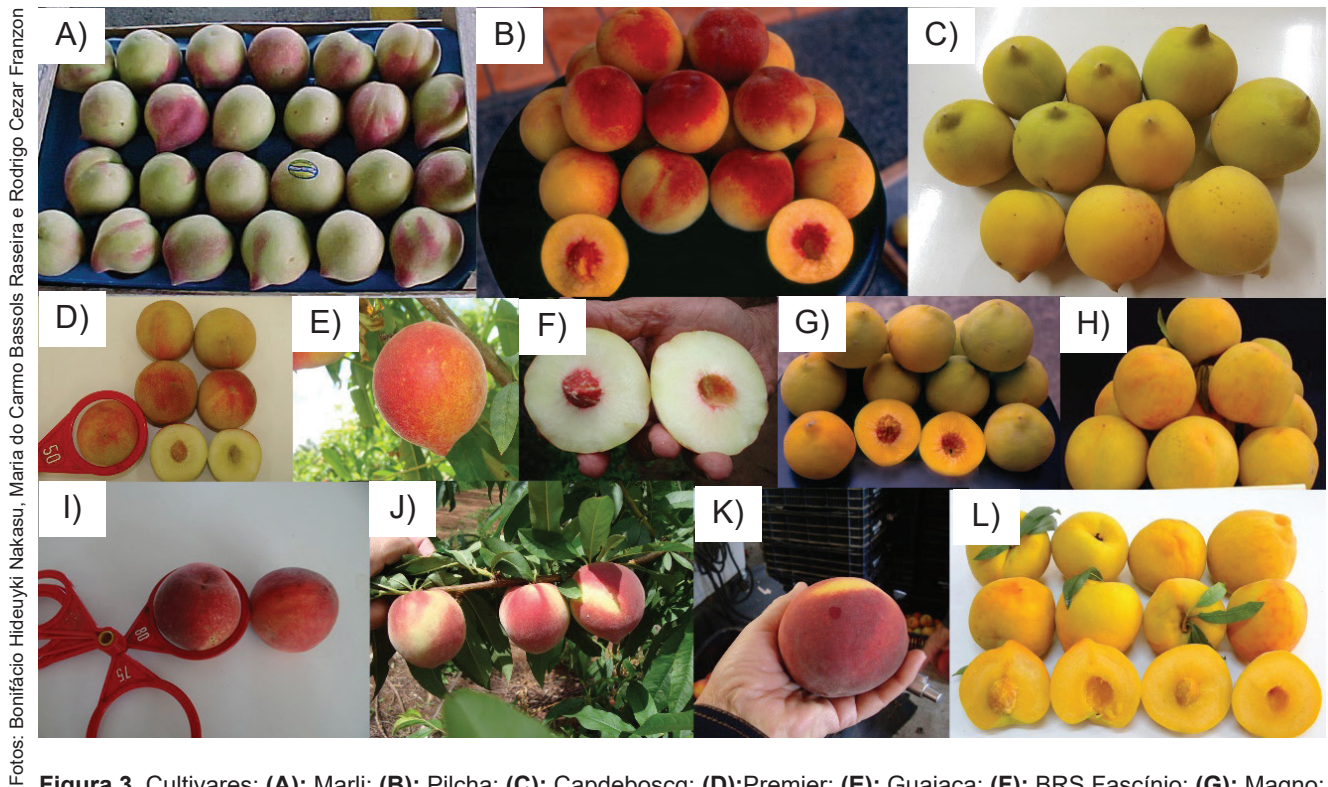 Fotos: Bonifácio Hideuyki Nakasu, Maria do Carmo Bassols Raseira e Rodrigo Cezar Franzon
A)
B)
C)
D)
50
E)
F)
G)
H)
I)
80
75
J)
K)
L)
Figura 3. Cultivares: (A): Marli; (B): Pilcha; (C): Capdeboscq; (D):Premier; (E): Guaiaca; (F): BRS Fascínio; (G): Magno;